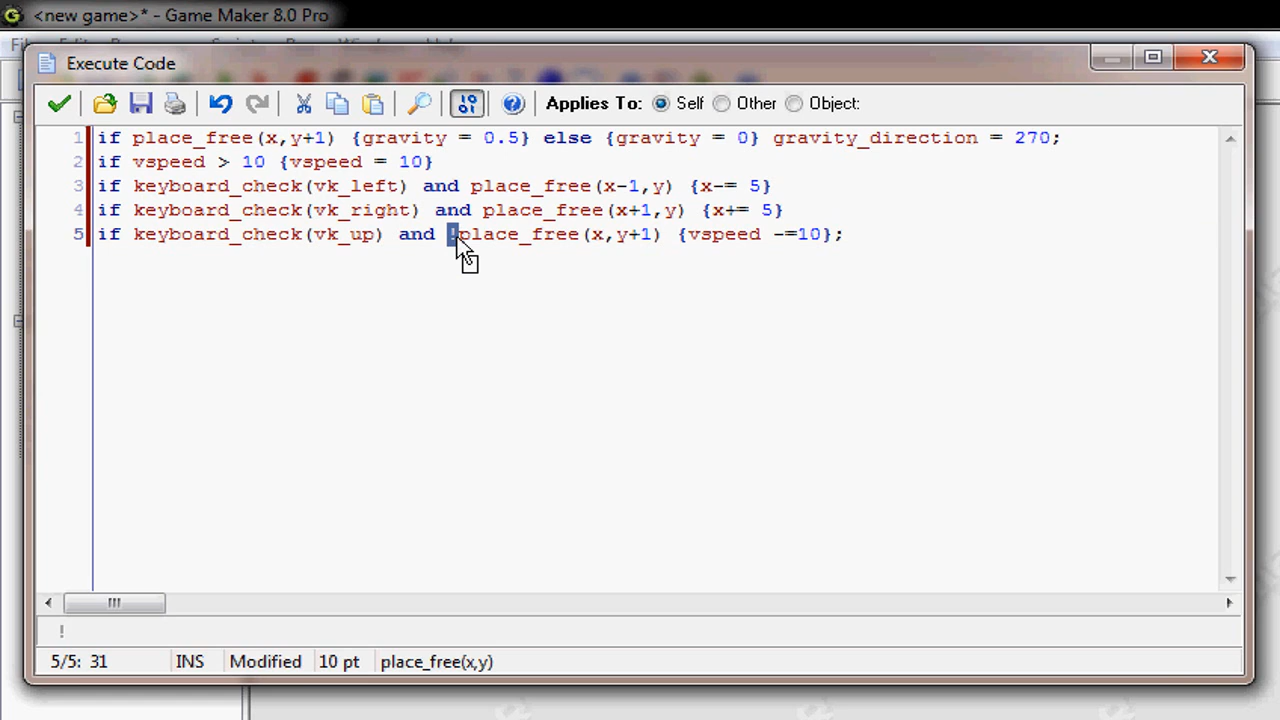 <new game>* - Game Maker 8.0 Pro
Execute Code
Applies To: Self Other Object:
1 if place_free(x,y+1) {gravity = 0.5} else {gravity = 0} gravity_direction = 270;
2 if vspeed > 10 {vspeed = 10}
3 if keyboard_check(vk_left) and place_free(x-1,y) {x-= 5}
4 if keyboard_check(vk_right) and place_free(x+1,y) {x+= 5}
5 if keyboard_check(vk_up) and !place_free(x,y+1) {vspeed -=10};
!
5/5: 31 INS Modified 10 pt place_free(x,y)